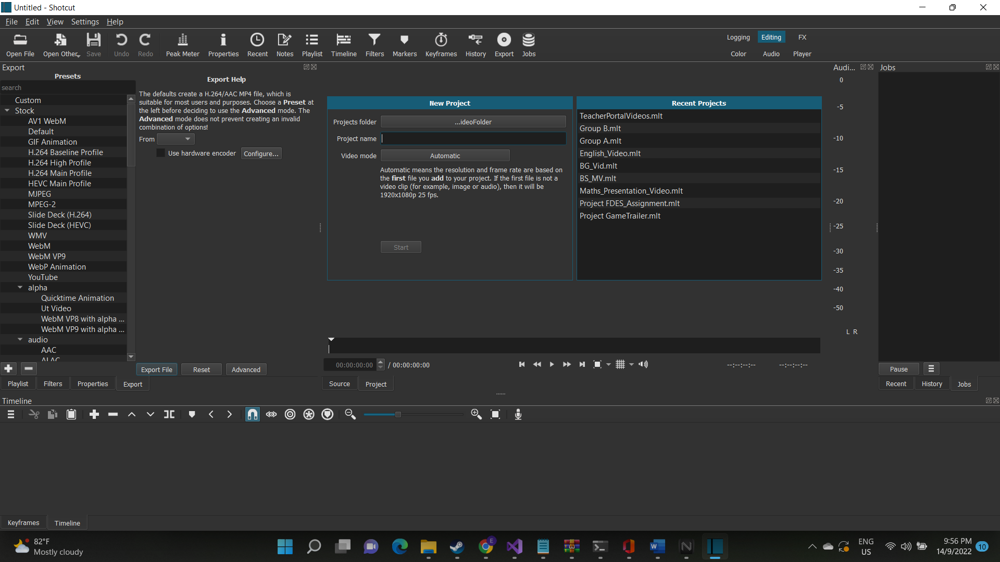 Untitled - Shotcut
File Edit View Settings Help
Open File Open Other... Save Undo Redo Peak Meter Properties Recent Notes Playlist Timeline Filters Markers Keyframes History Export Jobs
Logging Editing FX
Color Audio Player
Export
Presets
search
Custom
Stock
AV1 WebM
Default
GIF Animation
H.264 Baseline Profile
H.264 High Profile
H.264 Main Profile
HEVC Main Profile
MJPEG
MPEG-2
Slide Deck (H.264)
Slide Deck (HEVC)
WMV
WebM
WebM VP9
WebP Animation
YouTube
alpha
Quicktime Animation
Ut Video
WebM VP8 with alpha ...
WebM VP9 with alpha ...
audio
AAC
ALAC
Export Help
The defaults create a H.264/AAC MP4 file, which is
suitable for most users and purposes. Choose a Preset at
the left before deciding to use the Advanced mode. The
Advanced mode does not prevent creating an invalid
combination of options!
From
Use hardware encoder Configure...
Export File Reset Advanced
Playlist Filters Properties Export
New Project
Projects folder ...ideoFolder
Project name
Video mode Automatic
Automatic means the resolution and frame rate are based on
the first file you add to your project. If the first file is not a
video clip (for example, image or audio), then it will be
1920x1080p 25 fps.
Start
Recent Projects
TeacherPortalVideos.mlt
Group B.mlt
Group A.mlt
English_Video.mlt
BG_Vid.mlt
BS_MV.mlt
Maths_Presentation_Video.mlt
Project FDES_Assignment.mlt
Project GameTrailer.mlt
00:00:00:00 / 00:00:00:00
--:--:--:-- --:--:--:--
Source Project
Audi...
0
-5
-10
-15
-20
-25
-30
-35
-40
-50
L R
Jobs
Pause
Recent History Jobs
Timeline
Keyframes Timeline
82°F
Mostly cloudy
E
ENG
US
9:56 PM
14/9/2022
10